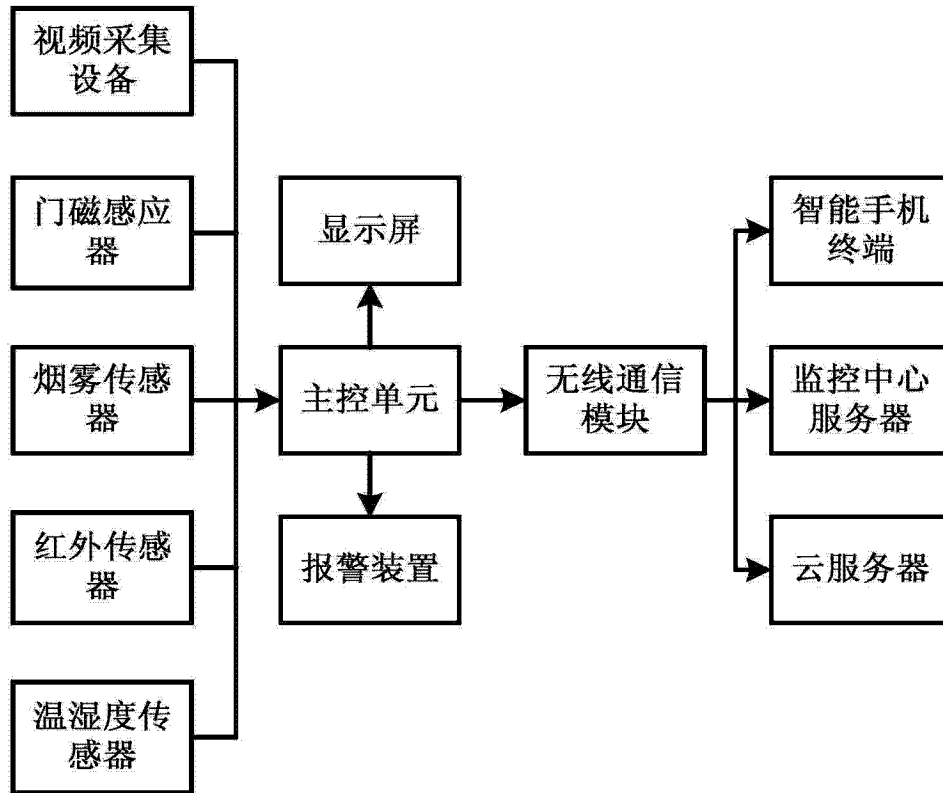 视频采集
设备
门磁感应
器
烟雾传感
器
红外传感
器
温湿度传
感器
显示屏
主控单元
报警装置
无线通信
模块
智能手机
终端
监控中心
服务器
云服务器